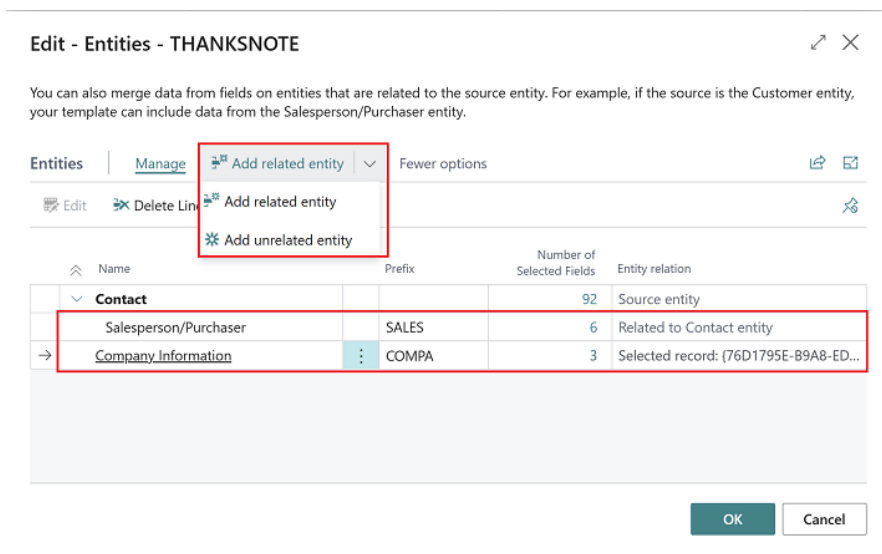 Edit - Entities - THANKSNOTE
You can also merge data from fields on entities that are related to the source entity. For example, if the source is the Customer entity,
your template can include data from the Salesperson/Purchaser entity.
Entities Manage Add related entity Fewer options
Edit Delete Lin Add related entity
Add unrelated entity
Name Prefix Number of Selected Fields Entity relation
Contact 92 Source entity
Salesperson/Purchaser SALES 6 Related to Contact entity
Company Information COMPA 3 Selected record: {76D1795E-B9A8-ED...
OK Cancel